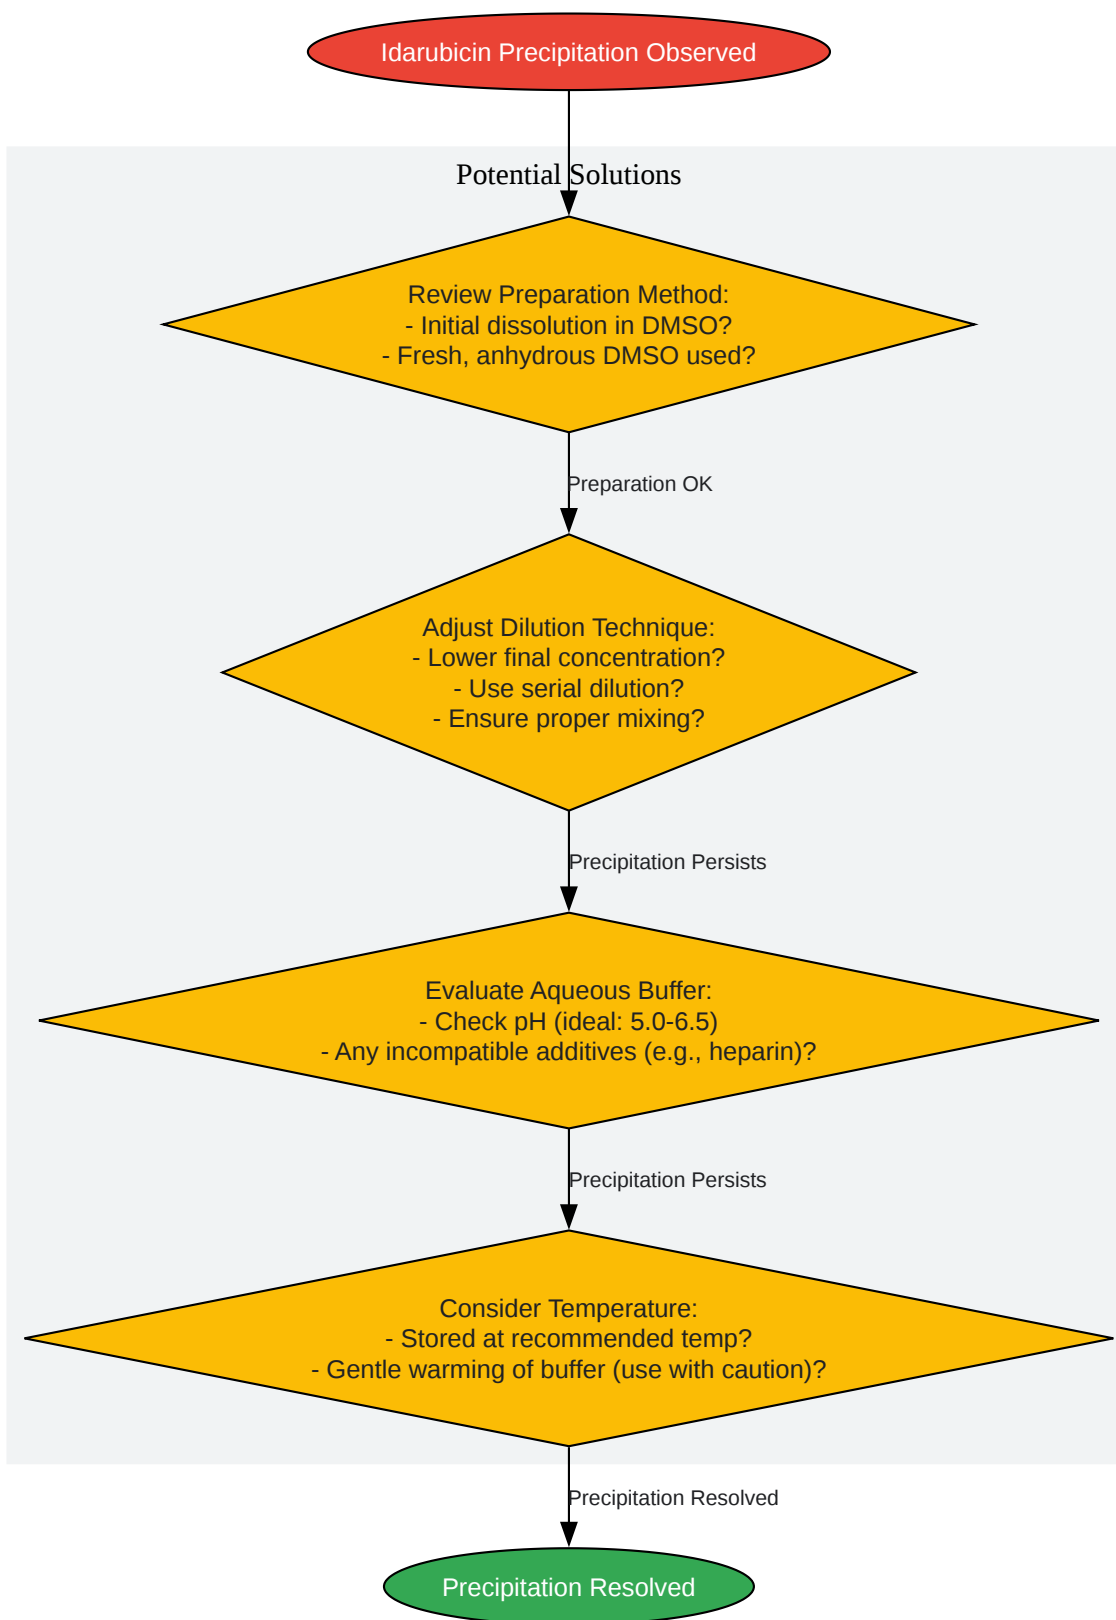 Idarubicin Precipitation Observed
Potential Solutions
Review Preparation Method:
- Initial dissolution in DMSO?
- Fresh, anhydrous DMSO used?
Preparation OK
Adjust Dilution Technique:
- Lower final concentration?
- Use serial dilution?
- Ensure proper mixing?
Precipitation Persists
Evaluate Aqueous Buffer:
- Check pH (ideal: 5.0-6.5)
- Any incompatible additives (e.g., heparin)?
Precipitation Persists
Consider Temperature:
- Stored at recommended temp?
- Gentle warming of buffer (use with caution)?
Precipitation Resolved
Precipitation Resolved